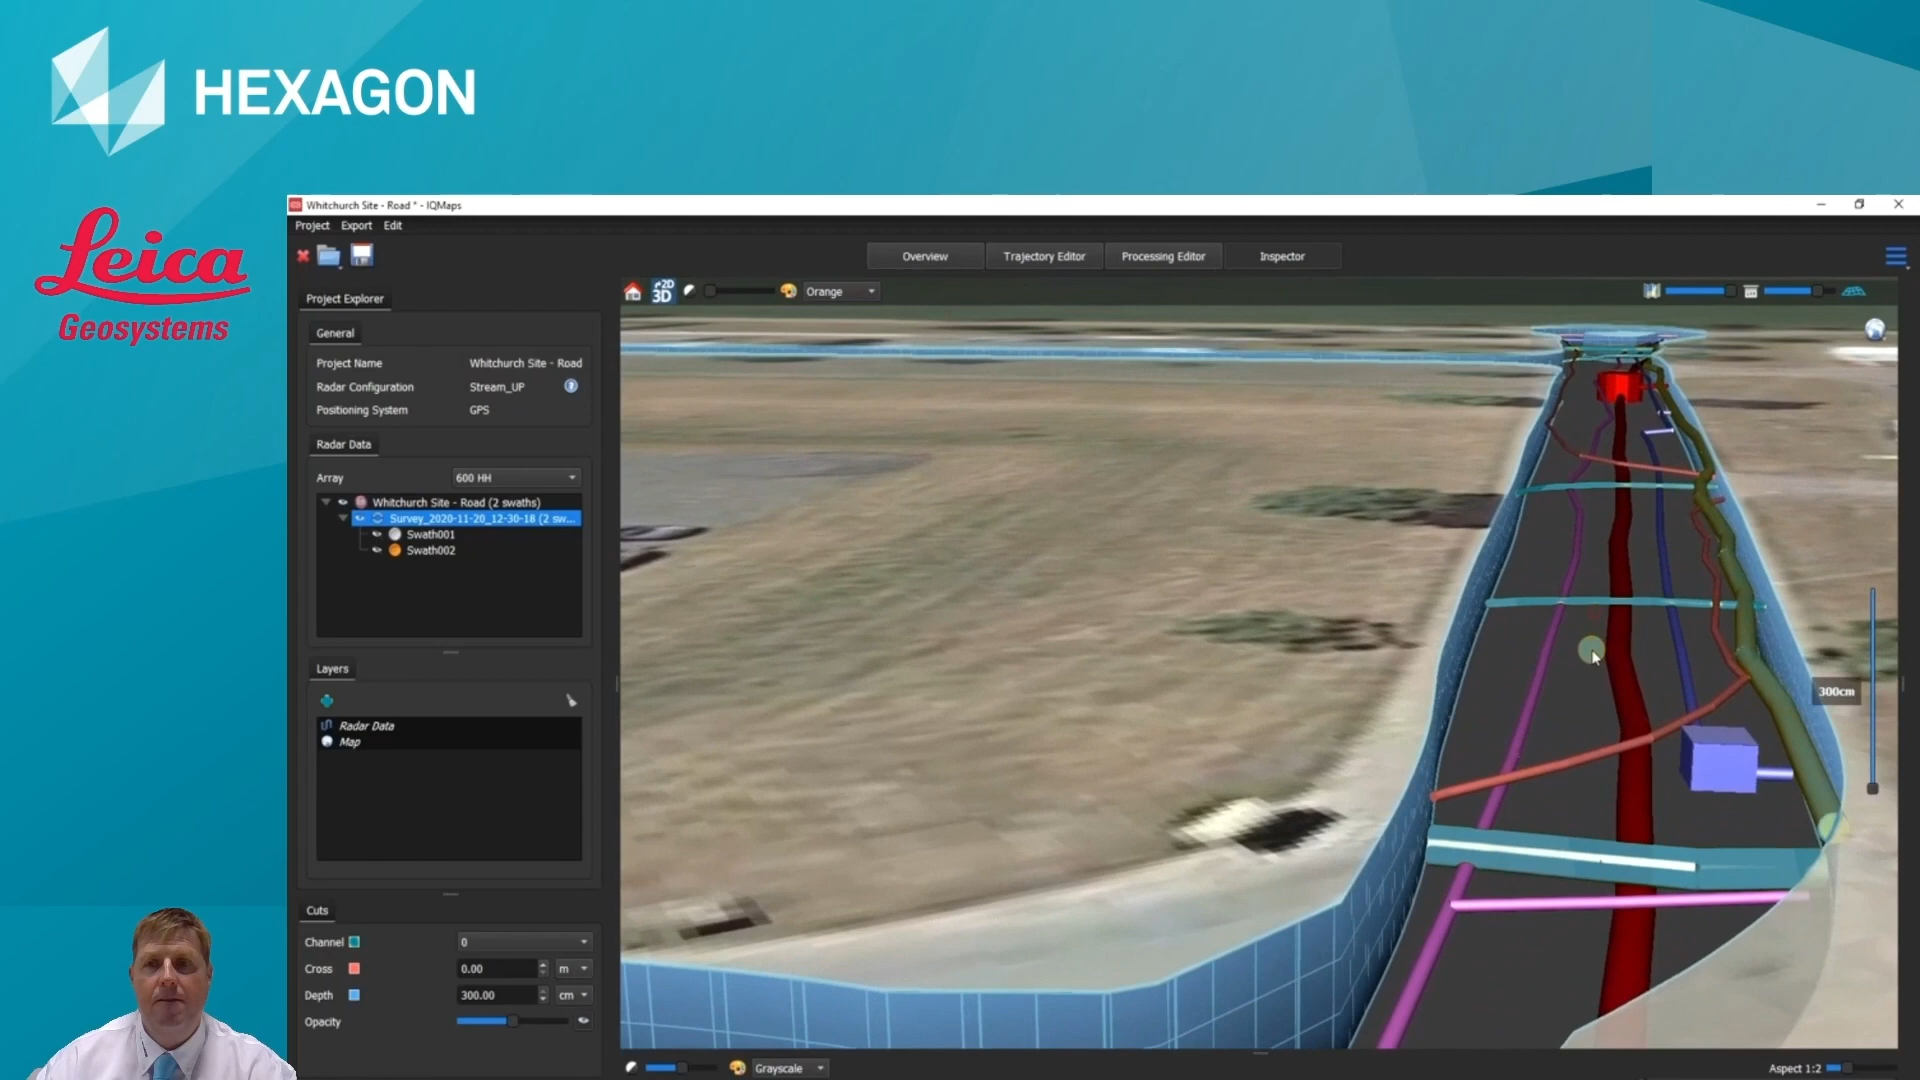 HEXAGON
Leica
Geosystems
Whitchurch Site - Road * - IQMaps
Project Export Edit
Overview Trajectory Editor Processing Editor Inspector
Project Explorer
2D
3D
Orange
General
Project Name Whitchurch Site - Road
Radar Configuration Stream_UP
Positioning System GPS
Radar Data
Array 600 HH
Whitchurch Site - Road (2 swaths)
Survey_2020-11-20_12-30-18 (2 sw...
Swath001
Swath002
Layers
300cm
Radar Data
Map
Cuts
Channel 0
Cross 0.00 m
Depth 300.00 cm
Opacity
Grayscale
Aspect 1:2